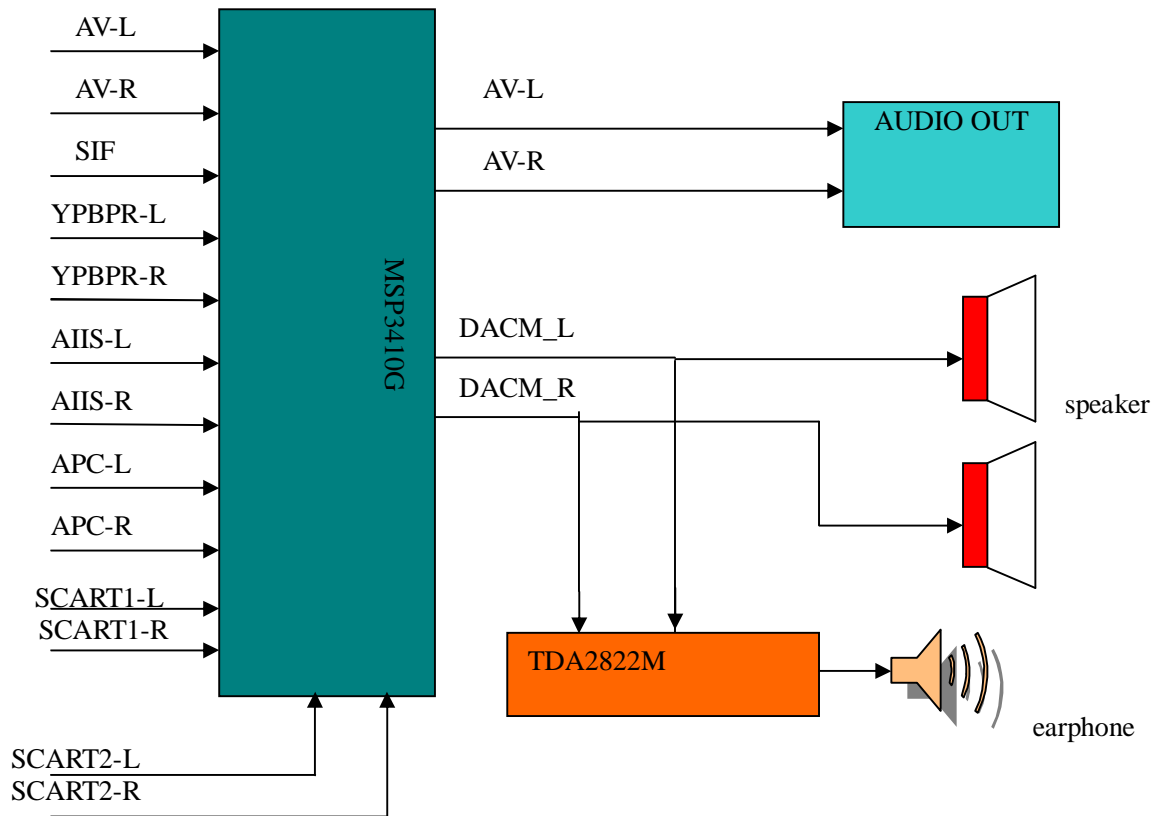 AV-L
AV-R
SIF
YPBPR-L
YPBPR-R
AIIS-L
AIIS-R
APC-L
APC-R
SCART1-L
SCART1-R
SCART2-L
SCART2-R
MSP3410G
AV-L
AV-R
AUDIO OUT
DACM_L
DACM_R
speaker
TDA2822M
earphone